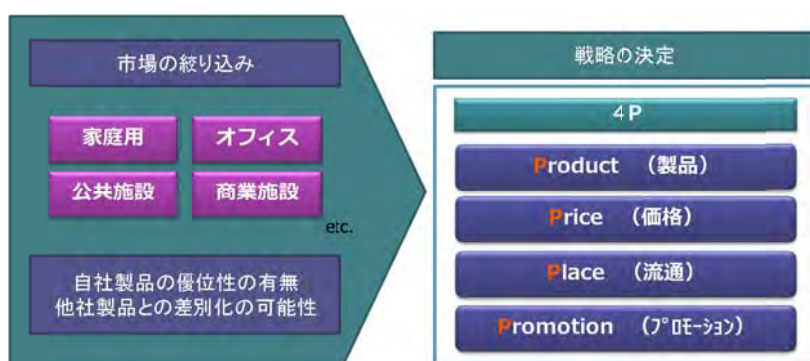 市場の絞り込み
家庭用
オフィス
公共施設
商業施設
etc.
自社製品の優位性の有無
他社製品との差別化の可能性
戦略の決定
４P
Product （製品）
Price （価格）
Place （流通）
Promotion （ﾌﾟﾛﾓｰｼｮﾝ）